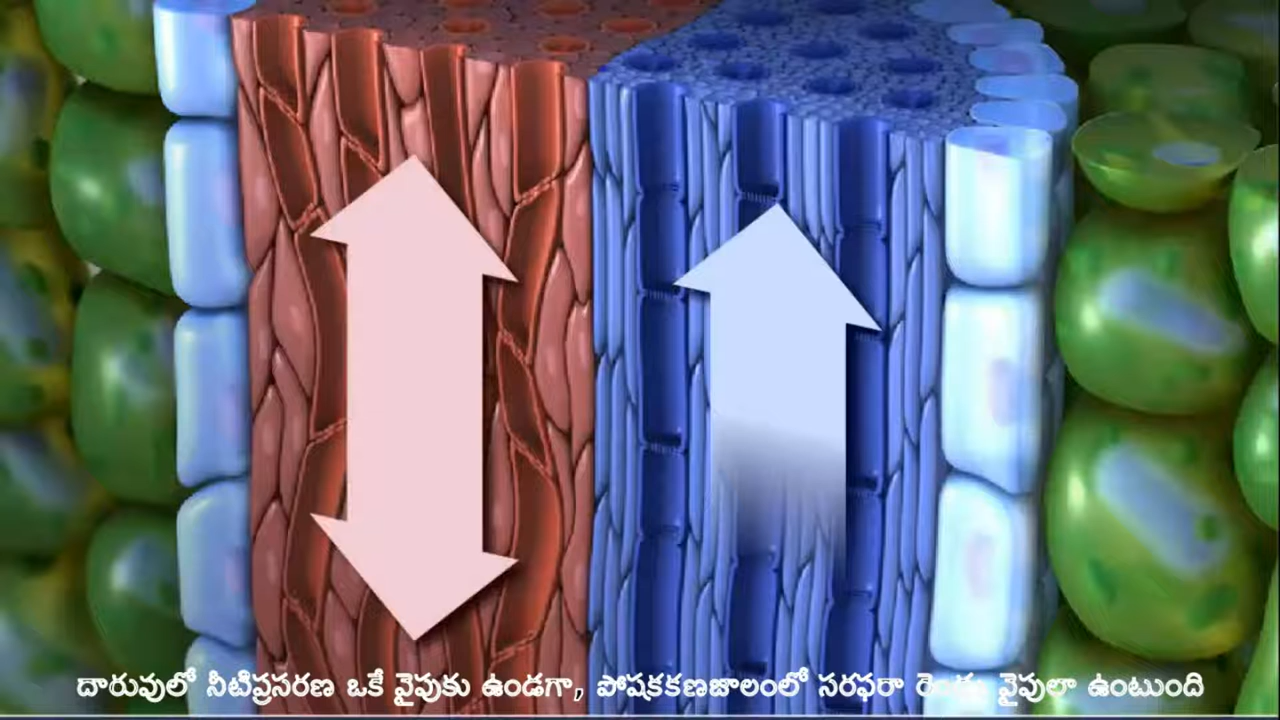 దారువులో నీటిప్రసరణ ఒకే వైపుకు ఉండగా, పోషకకణజాలంలో సరఫరా రెండు వైపులా ఉంటుంది